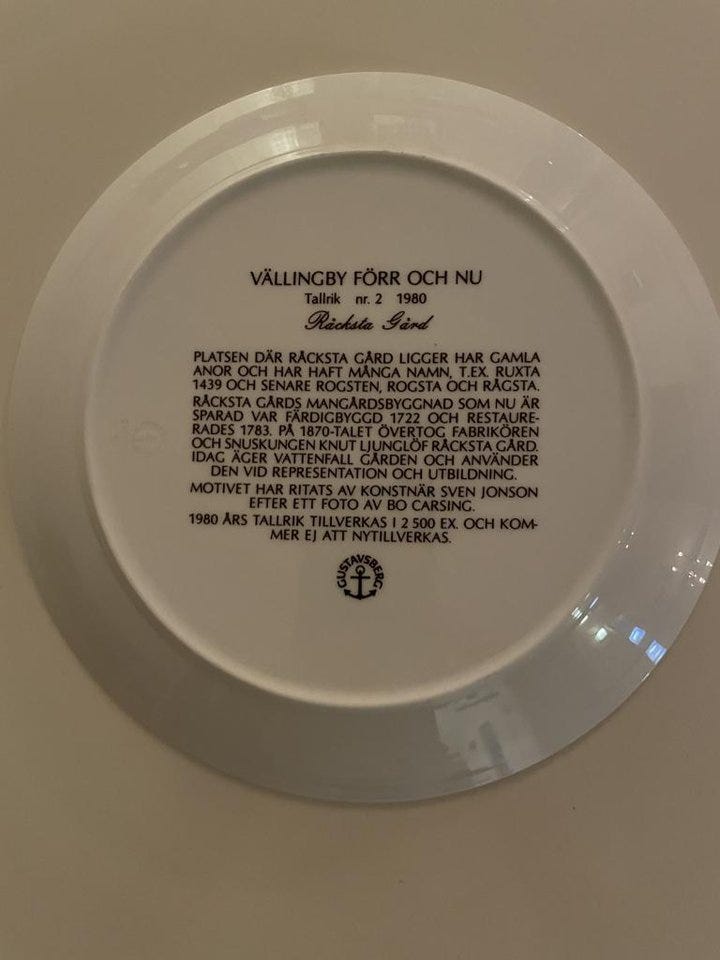 VÄLLINGBY FÖRR OCH NU
Tallrik nr. 2 1980
Råcksta Gård
PLATSEN DÄR RÅCKSTA GÅRD LIGGER HAR GAMLA
ANOR OCH HAR HAFT MÅNGA NAMN, T.EX. RUXTA
1439 OCH SENARE ROGSTEN, ROGSTA OCH RÅGSTA.
RÅCKSTA GÅRDS MANGÅRDSBYGGNAD SOM NU ÄR
SPARAD VAR FÄRDIGBYGGD 1722 OCH RESTAURE-
RADES 1783. PÅ 1870-TALET ÖVERTOG FABRIKÖREN
OCH SNUSKUNGEN KNUT LJUNGLÖF RÅCKSTA GÅRD.
IDAG ÄGER VATTENFALL GÅRDEN OCH ANVÄNDER
DEN VID REPRESENTATION OCH UTBILDNING.
MOTIVET HAR RITATS AV KONSTNÄR SVEN JONSON
EFTER ETT FOTO AV BO CARSING.
1980 ÅRS TALLRIK TILLVERKAS I 2 500 EX. OCH KOM-
MER EJ ATT NYTILLVERKAS.
GUSTAVSBERG